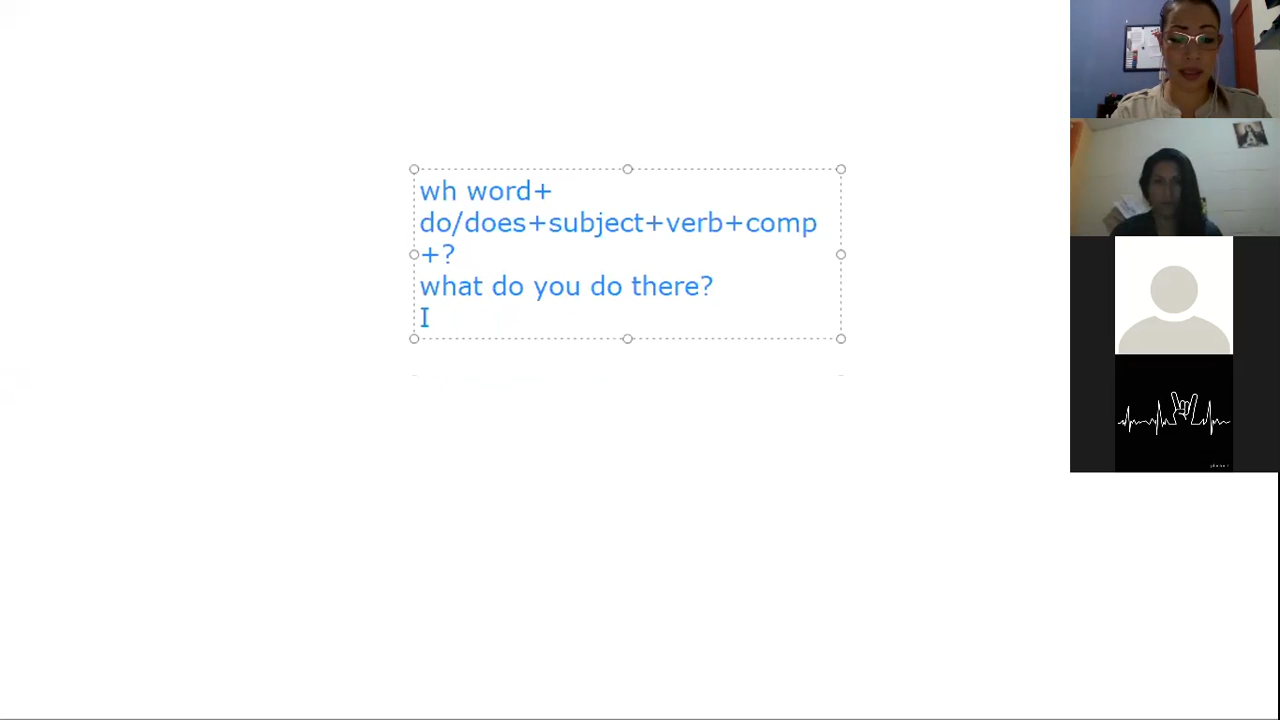 wh word+
do/does+subject+verb+comp
+?
what do you do there?
I